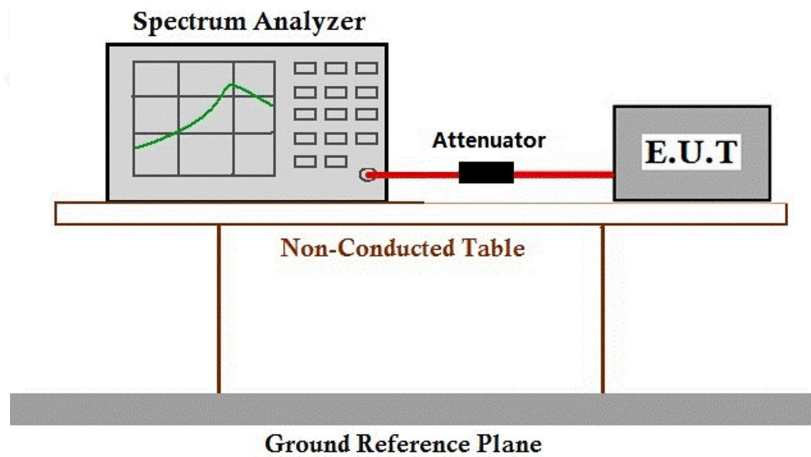 Spectrum Analyzer
Attenuator
E.U.T
Non-Conducted Table
Ground Reference Plane